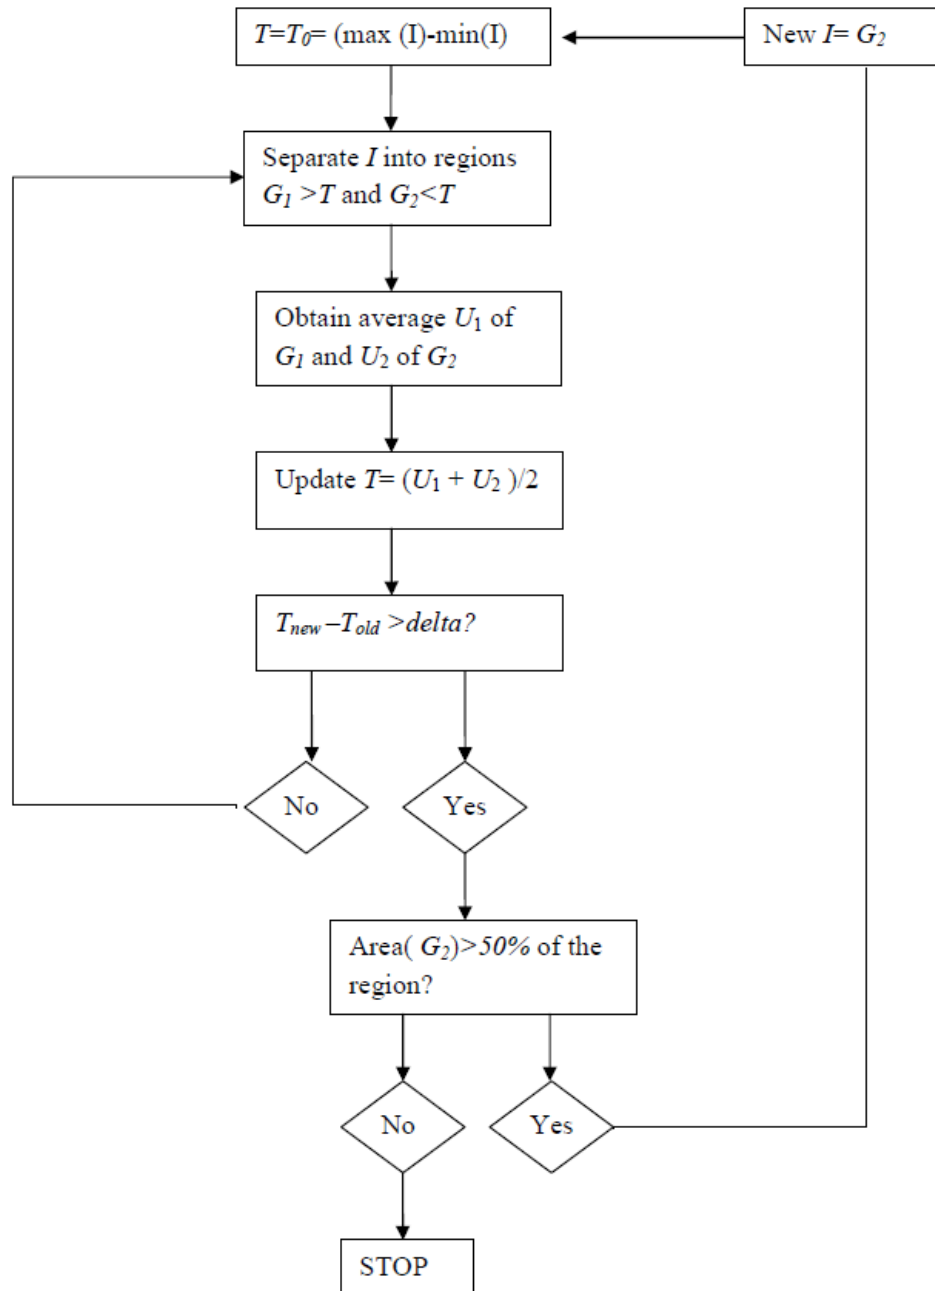 T=T0= (max (I)-min(I)
New I= G2
Separate I into regions
G1 >T and G2<T
Obtain average U1 of
G1 and U2 of G2
Update T= (U1 + U2 )/2
Tnew –Told >delta?
No
Yes
Area( G2)>50% of the
region?
No
Yes
STOP